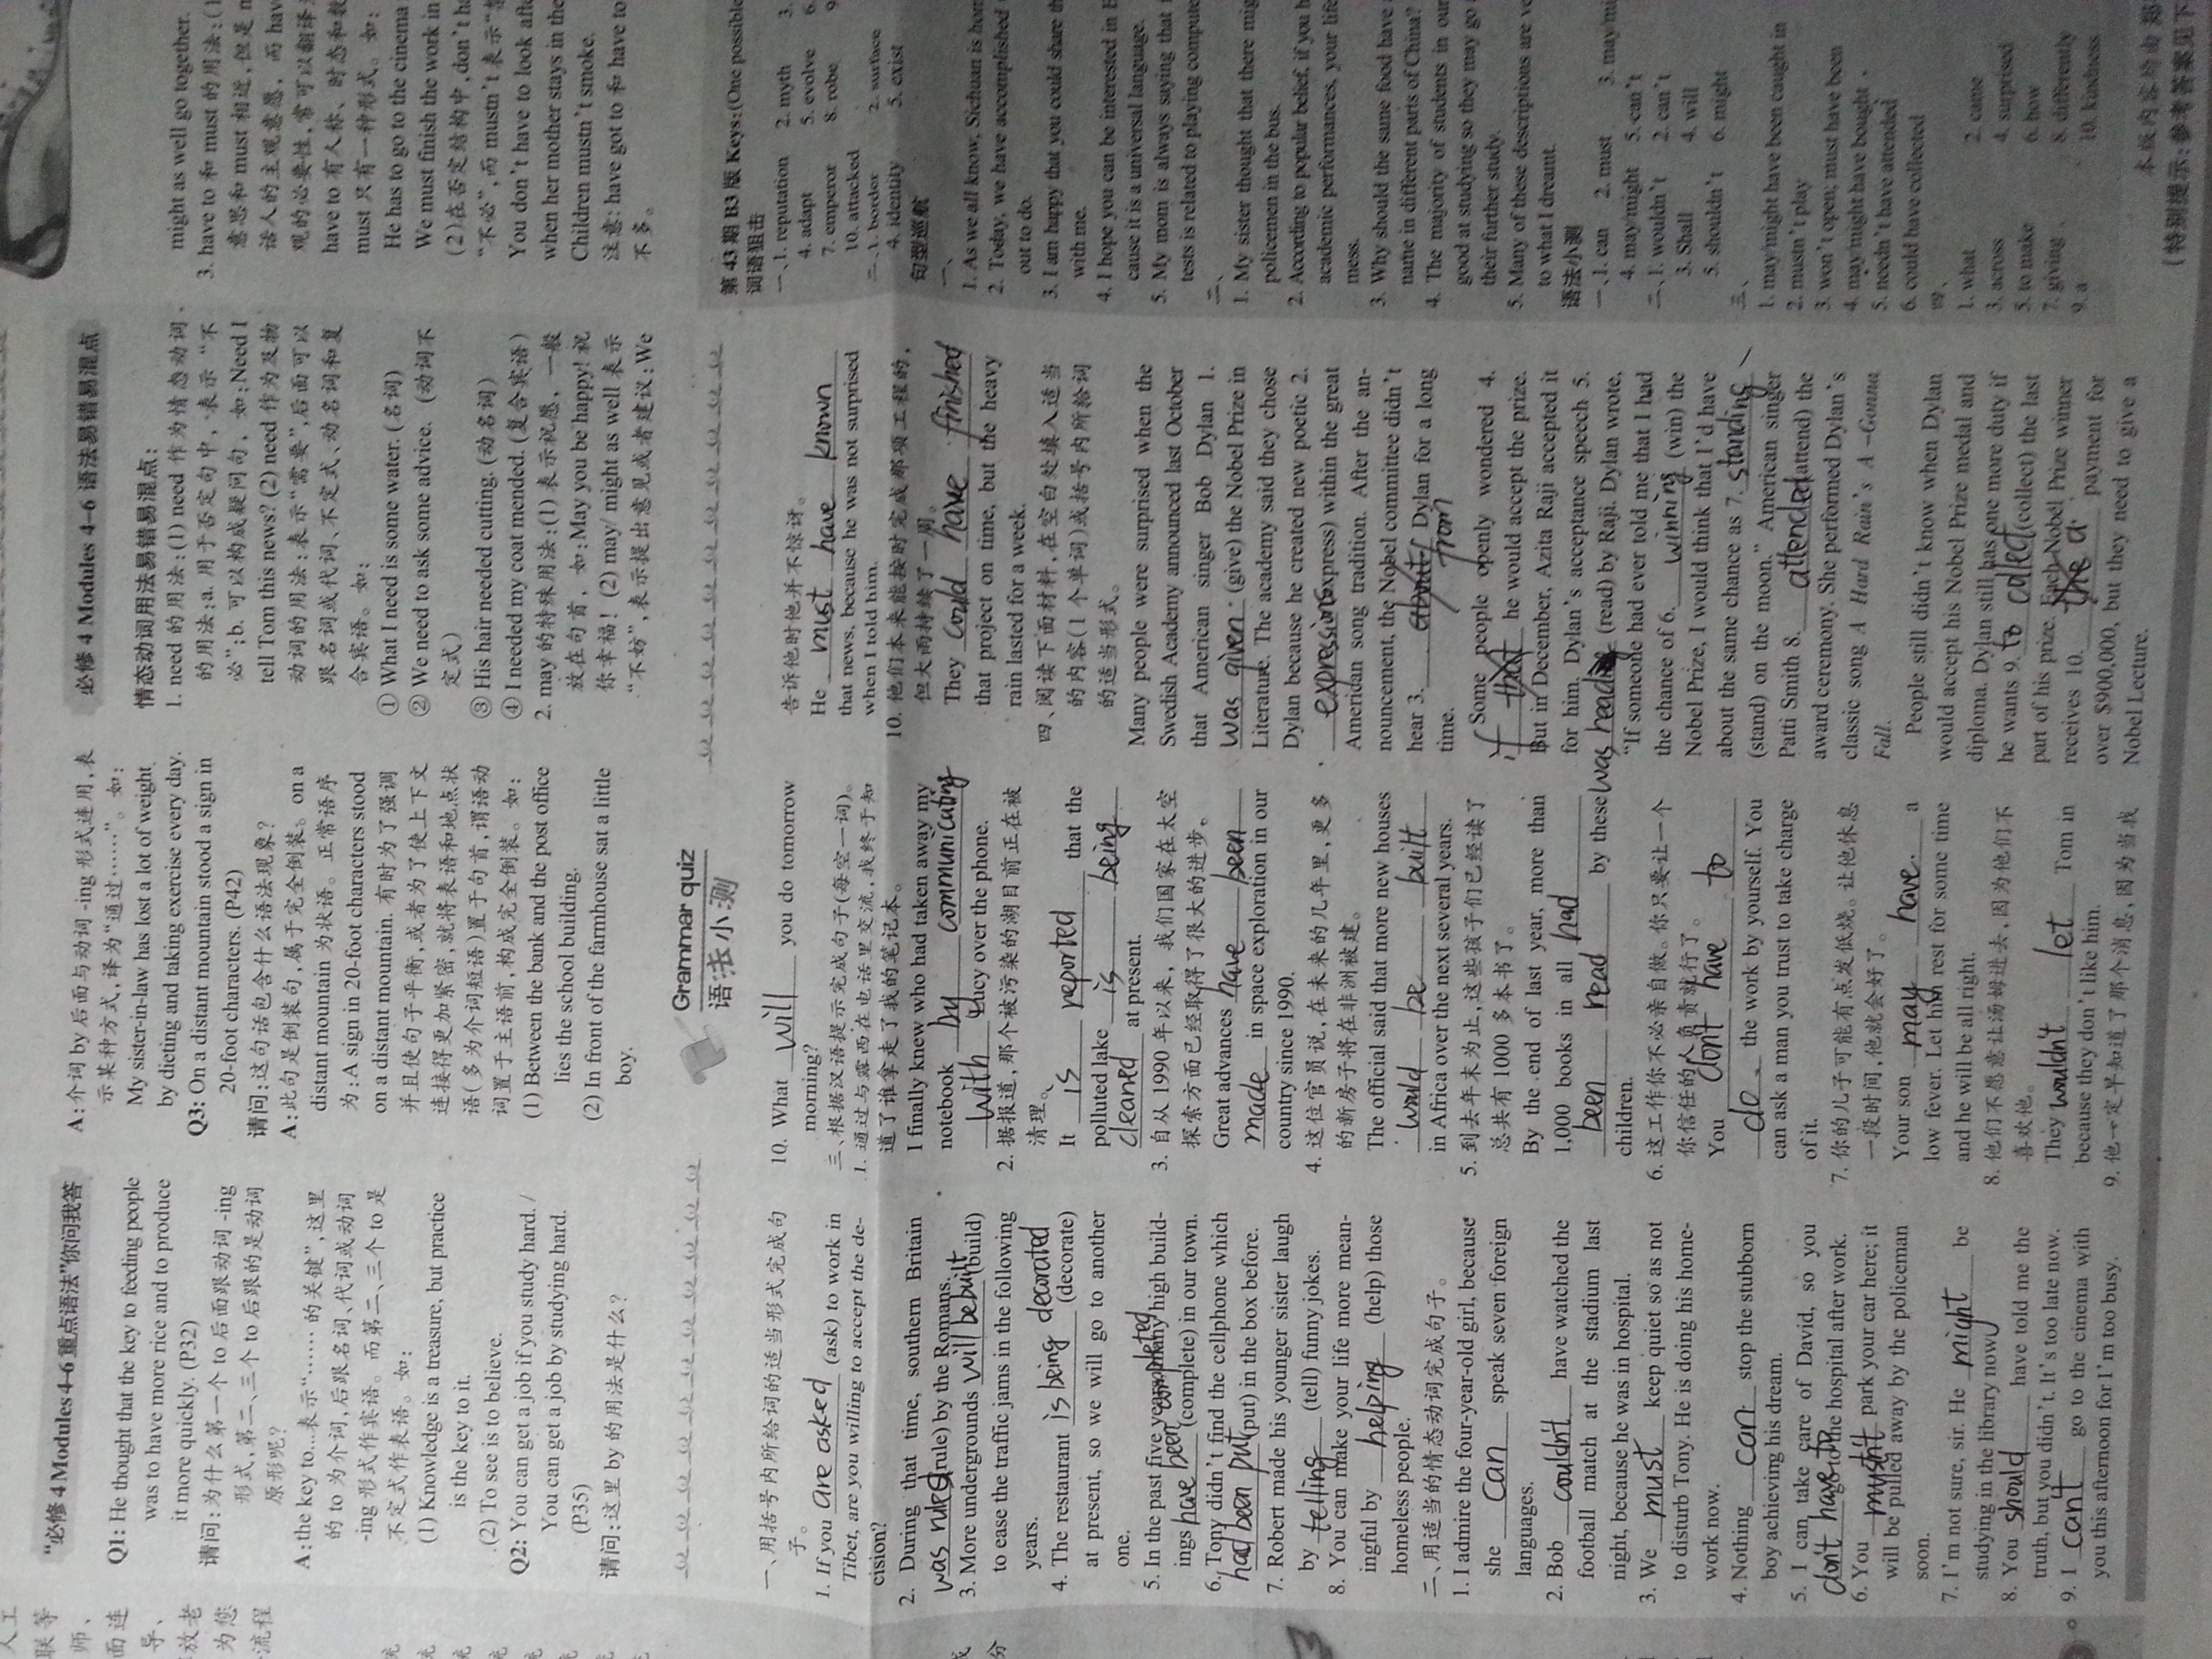 人工
联等
师、
面连
导、
放老
为您
流程
“必修 4 Modules 4-6 重点语法”你问我答
Q1: He thought that the key to feeding people
was to have more rice and to produce
it more quickly. (P32)
请问:为什么第一个 to 后面跟动词 -ing
形式,第二、三个 to 后跟的是动词
原形呢?
A: the key to...表示“……的关键”,这里
的 to 为介词,后跟名词、代词或动词
-ing 形式作宾语。而第二、三个 to 是
不定式作表语。如:
(1) Knowledge is a treasure, but practice
is the key to it.
(2) To see is to believe.
Q2: You can get a job if you study hard. /
You can get a job by studying hard.
(P35)
请问:这里 by 的用法是什么?
A:介词 by 后面与动词 -ing 形式连用,表
示某种方式,译为“通过……”。如:
My sister-in-law has lost a lot of weight
by dieting and taking exercise every day.
Q3: On a distant mountain stood a sign in
20-foot characters. (P42)
请问:这句话包含什么语法现象?
A:此句是倒装句,属于完全倒装。on a
distant mountain 为状语。正常语序
为:A sign in 20-foot characters stood
on a distant mountain. 有时为了强调
并且使句子平衡,或者为了使上下文
连接得更加紧密,就将表语和地点状
语(多为介词短语)置于句首,谓语动
词置于主语前,构成完全倒装。如:
(1) Between the bank and the post office
lies the school building.
(2) In front of the farmhouse sat a little
boy.
必修 4 Modules 4-6 语法易错易混点
情态动词用法易错易混点:
1. need 的用法:(1) need 作为情态动词
的用法:a. 用于否定句中,表示“不
必”;b. 可以构成疑问句,如:Need I
tell Tom this news? (2) need 作为及物
动词的用法:表示“需要”,后面可以
跟名词或代词、不定式、动名词和复
合宾语。如:
① What I need is some water. (名词)
② We need to ask some advice. (动词不
定式)
③ His hair needed cutting. (动名词)
④ I needed my coat mended. (复合宾语)
2. may 的特殊用法:(1) 表示祝愿,一般
放在句首,如:May you be happy! 祝
你幸福! (2) may/ might as well 表示
“不妨”,表示提出意见或者建议:We
might as well go together.
3. have to 和 must 的用法:(1
意思和 must 相近,但是 m
话人的主观意愿,而 hav
观的必要性,常可以翻译
have to 有人称、时态和数
must 只有一种形式。如:
He has to go to the cinema
We must finish the work in
(2)在否定结构中,don't ha
“不必”,而 mustn't 表示“
You don't have to look afte
when her mother stays in the
Children mustn't smoke.
注意: have got to 和 have to
不多。
Grammar quiz
语法小测
一、用括号内所给词的适当形式完成句
子。
1. If you are asked (ask) to work in
Tibet, are you willing to accept the de-
cision?
2. During that time, southern Britain
was ruled (rule) by the Romans.
3. More undergrounds will be built (build)
to ease the traffic jams in the following
years.
4. The restaurant is being decorated (decorate)
at present, so we will go to another
one.
5. In the past five years, many high build-
ings have been completed (complete) in our town.
6. Tony didn't find the cellphone which
had been put (put) in the box before.
7. Robert made his younger sister laugh
by telling (tell) funny jokes.
8. You can make your life more mean-
ingful by helping (help) those
homeless people.
二、用适当的情态动词完成句子。
1. I admire the four-year-old girl, because
she can speak seven foreign
languages.
2. Bob couldn't have watched the
football match at the stadium last
night, because he was in hospital.
3. We must keep quiet so as not
to disturb Tony. He is doing his home-
work now.
4. Nothing can stop the stubborn
boy achieving his dream.
5. I can take care of David, so you
don't have to go to the hospital after work.
6. You mustn't park your car here; it
will be pulled away by the policeman
soon.
7. I'm not sure, sir. He might be
studying in the library now.
8. You should have told me the
truth, but you didn't. It's too late now.
9. I can't go to the cinema with
you this afternoon for I'm too busy.
10. What will you do tomorrow
morning?
三、根据汉语提示完成句子(每空一词)。
1. 通过与露西在电话里交流,我终于知
道了谁拿走了我的笔记本。
I finally knew who had taken away my
notebook by communicating
with Lucy over the phone.
2. 据报道,那个被污染的湖目前正在被
清理。
It is reported that the
polluted lake is being
cleaned at present.
3. 自从 1990 年以来,我们国家在太空
探索方面已经取得了很大的进步。
Great advances have been
made in space exploration in our
country since 1990.
4. 这位官员说,在未来的几年里,更多
的新房子将在非洲被建。
The official said that more new houses
would be built
in Africa over the next several years.
5. 到去年末为止,这些孩子们已经读了
总共有 1000 多本书了。
By the end of last year, more than
1,000 books in all had
been read by these
children.
6. 这工作你不必亲自做。你只要让一个
你信任的人负责就行了。
You don't have to
do the work by yourself. You
can ask a man you trust to take charge
of it.
7. 你的儿子可能有点发低烧。让他休息
一段时间,他就会好了。
Your son may have a
low fever. Let him rest for some time
and he will be all right.
8. 他们不愿意让汤姆进去,因为他们不
喜欢他。
They wouldn't let Tom in
because they don't like him.
9. 他一定早知道了那个消息,因为当我
告诉他时他并不惊讶。
He must have known
that news, because he was not surprised
when I told him.
10. 他们本来能按时完成那项工程的,
但大雨持续了一周。
They could have finished
that project on time, but the heavy
rain lasted for a week.
四、阅读下面材料,在空白处填入适当
的内容(1 个单词)或括号内所给词
的适当形式。
Many people were surprised when the
Swedish Academy announced last October
that American singer Bob Dylan 1.
was given (give) the Nobel Prize in
Literature. The academy said they chose
Dylan because he created new poetic 2.
expressions (express) within the great
American song tradition. After the an-
nouncement, the Nobel committee didn't
hear 3. about Dylan for a long
from
time.
Some people openly wondered 4.
if that he would accept the prize.
But in December, Azita Raji accepted it
for him. Dylan's acceptance speech 5.
was read (read) by Raji. Dylan wrote,
“If someone had ever told me that I had
the chance of 6. winning (win) the
Nobel Prize, I would think that I'd have
about the same chance as 7. standing
(stand) on the moon.” American singer
Patti Smith 8. attended (attend) the
award ceremony. She performed Dylan's
classic song A Hard Rain's A-Gonna
Fall.
People still didn't know when Dylan
would accept his Nobel Prize medal and
diploma. Dylan still has one more duty if
he wants 9. to collect (collect) the last
part of his prize. Each Nobel Prize winner
receives 10. the a payment for
over $900,000, but they need to give a
Nobel Lecture.
第 43 期 B3 版 Keys: (One possible
词语狙击
一、1. reputation 2. myth 3.
4. adapt 5. evolve 6.
7. emperor 8. robe 9
10. attacked
二、1. border 2. surface
4. identity 5. exist
句型巡航
一、
1. As we all know, Sichuan is hom
2. Today, we have accomplished
out to do.
3. I am happy that you could share th
with me.
4. I hope you can be interested in E
cause it is a universal language.
5. My mom is always saying that
tests is related to playing compute
二、
1. My sister thought that there mig
policemen in the bus.
2. According to popular belief, if you h
academic performances, your life
mess.
3. Why should the same food have
name in different parts of China?
4. The majority of students in our
good at studying so they may go
their further study.
5. Many of these descriptions are ve
to what I dreamt.
语法小测
一、1. can 2. must 3. may/mi
4. may/might 5. can't
二、1. wouldn't 2. can't
3. Shall 4. will
5. shouldn't 6. might
三、
1. may/might have been caught in
2. mustn't play
3. won't open; must have been
4. may/might have bought
5. needn't have attended
6. could have collected
四、
1. what 2. came
3. across 4. surprised
5. to make 6. how
7. giving 8. differently
9. a 10. kindness
本版内容均由 郑
(特别提示:参考答案见下